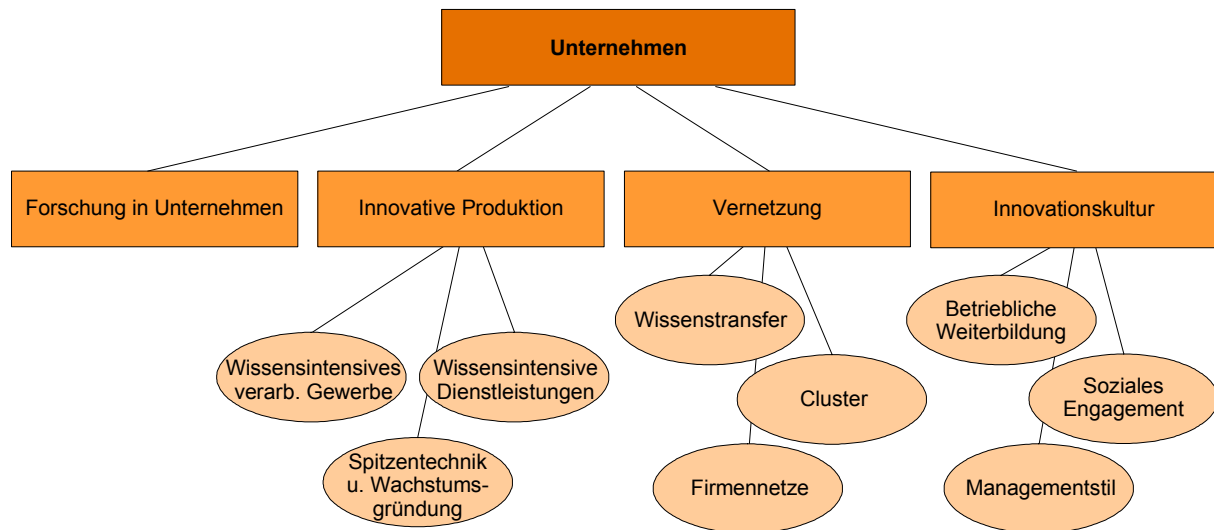 Unternehmen
Forschung in Unternehmen
Innovative Produktion
Vernetzung
Innovationskultur
Wissensintensives
verarb. Gewerbe
Wissensintensive
Dienstleistungen
Spitzentechnik
u. Wachstums-
gründung
Wissenstransfer
Cluster
Firmennetze
Betriebliche
Weiterbildung
Soziales
Engagement
Managementstil